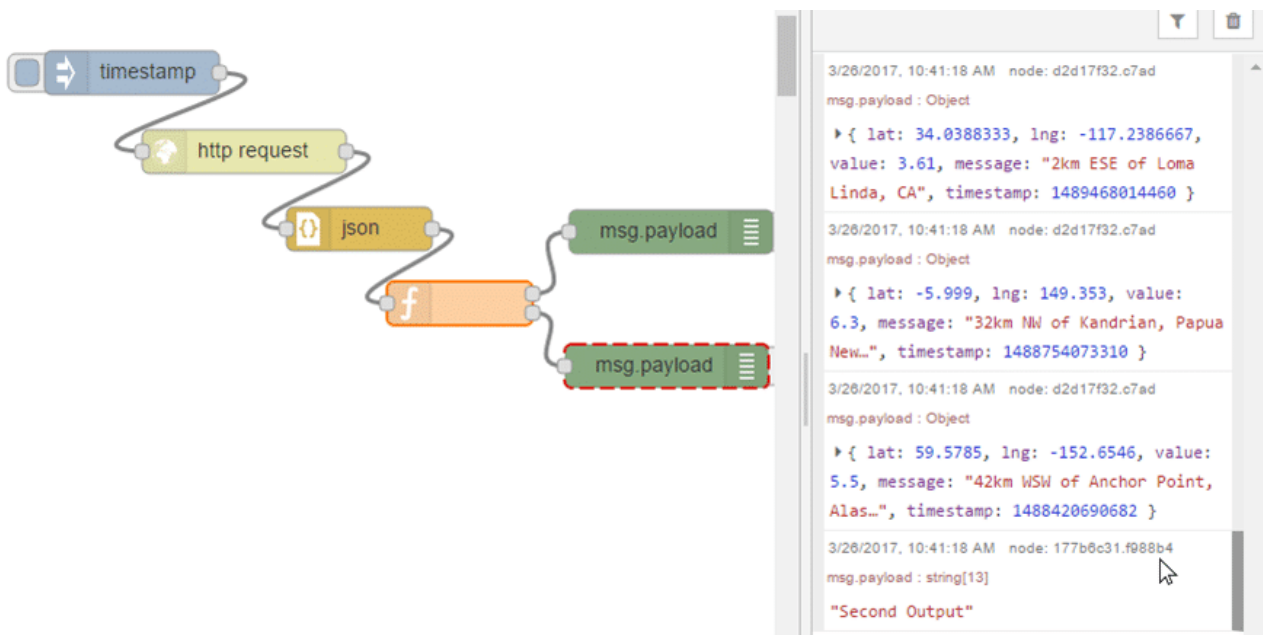 timestamp
http request
json
msg.payload
msg.payload
3/26/2017, 10:41:18 AM node: d2d17f32.c7ad
msg.payload : Object
{ lat: 34.0388333, lng: -117.2386667,
value: 3.61, message: "2km ESE of Loma
Linda, CA", timestamp: 1489468014460 }
3/26/2017, 10:41:18 AM node: d2d17f32.c7ad
msg.payload : Object
{ lat: -5.999, lng: 149.353, value:
6.3, message: "32km NW of Kandrian, Papua
New…", timestamp: 1488754073310 }
3/26/2017, 10:41:18 AM node: d2d17f32.c7ad
msg.payload : Object
{ lat: 59.5785, lng: -152.6546, value:
5.5, message: "42km WSW of Anchor Point,
Alas…", timestamp: 1488420690682 }
3/26/2017, 10:41:18 AM node: 177b6c31.f988b4
msg.payload : string[13]
"Second Output"